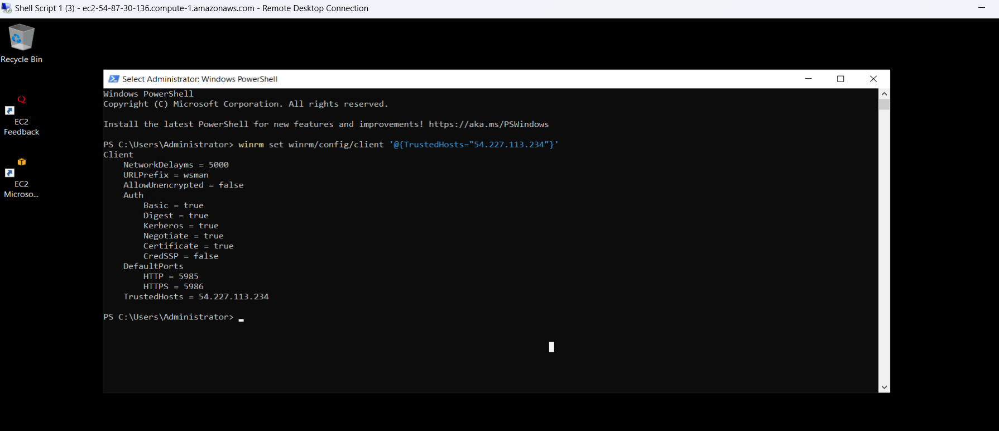 Shell Script 1 (3) - ec2-54-87-30-136.compute-1.amazonaws.com - Remote Desktop Connection
Recycle Bin
EC2
Feedback
EC2
Microso...
Select Administrator: Windows PowerShell
Windows PowerShell
Copyright (C) Microsoft Corporation. All rights reserved.
Install the latest PowerShell for new features and improvements! https://aka.ms/PSWindows
PS C:\Users\Administrator> winrm set winrm/config/client '@{TrustedHosts="54.227.113.234"}'
Client
    NetworkDelayms = 5000
    URLPrefix = wsman
    AllowUnencrypted = false
    Auth
        Basic = true
        Digest = true
        Kerberos = true
        Negotiate = true
        Certificate = true
        CredSSP = false
    DefaultPorts
        HTTP = 5985
        HTTPS = 5986
    TrustedHosts = 54.227.113.234
PS C:\Users\Administrator>